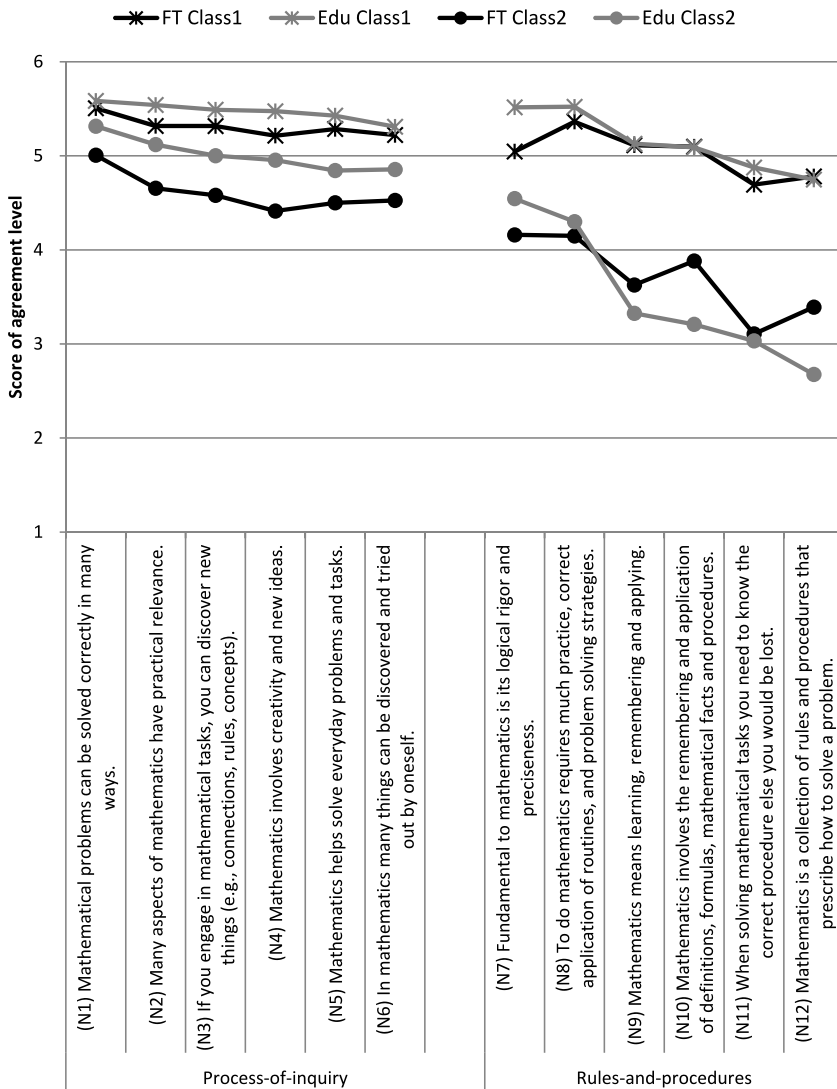 FT Class1 Edu Class1 FT Class2 Edu Class2
Score of agreement level
6
5
4
3
2
1
(N1) Mathematical problems can be solved correctly in many
ways.
(N2) Many aspects of mathematics have practical relevance.
(N3) If you engage in mathematical tasks, you can discover new
things (e.g., connections, rules, concepts).
(N4) Mathematics involves creativity and new ideas.
(N5) Mathematics helps solve everyday problems and tasks.
(N6) In mathematics many things can be discovered and tried
out by oneself.
(N7) Fundamental to mathematics is its logical rigor and
preciseness.
(N8) To do mathematics requires much practice, correct
application of routines, and problem solving strategies.
(N9) Mathematics means learning, remembering and applying.
(N10) Mathematics involves the remembering and application
of definitions, formulas, mathematical facts and procedures.
(N11) When solving mathematical tasks you need to know the
correct procedure else you would be lost.
(N12) Mathematics is a collection of rules and procedures that
prescribe how to solve a problem.
Process-of-inquiry
Rules-and-procedures